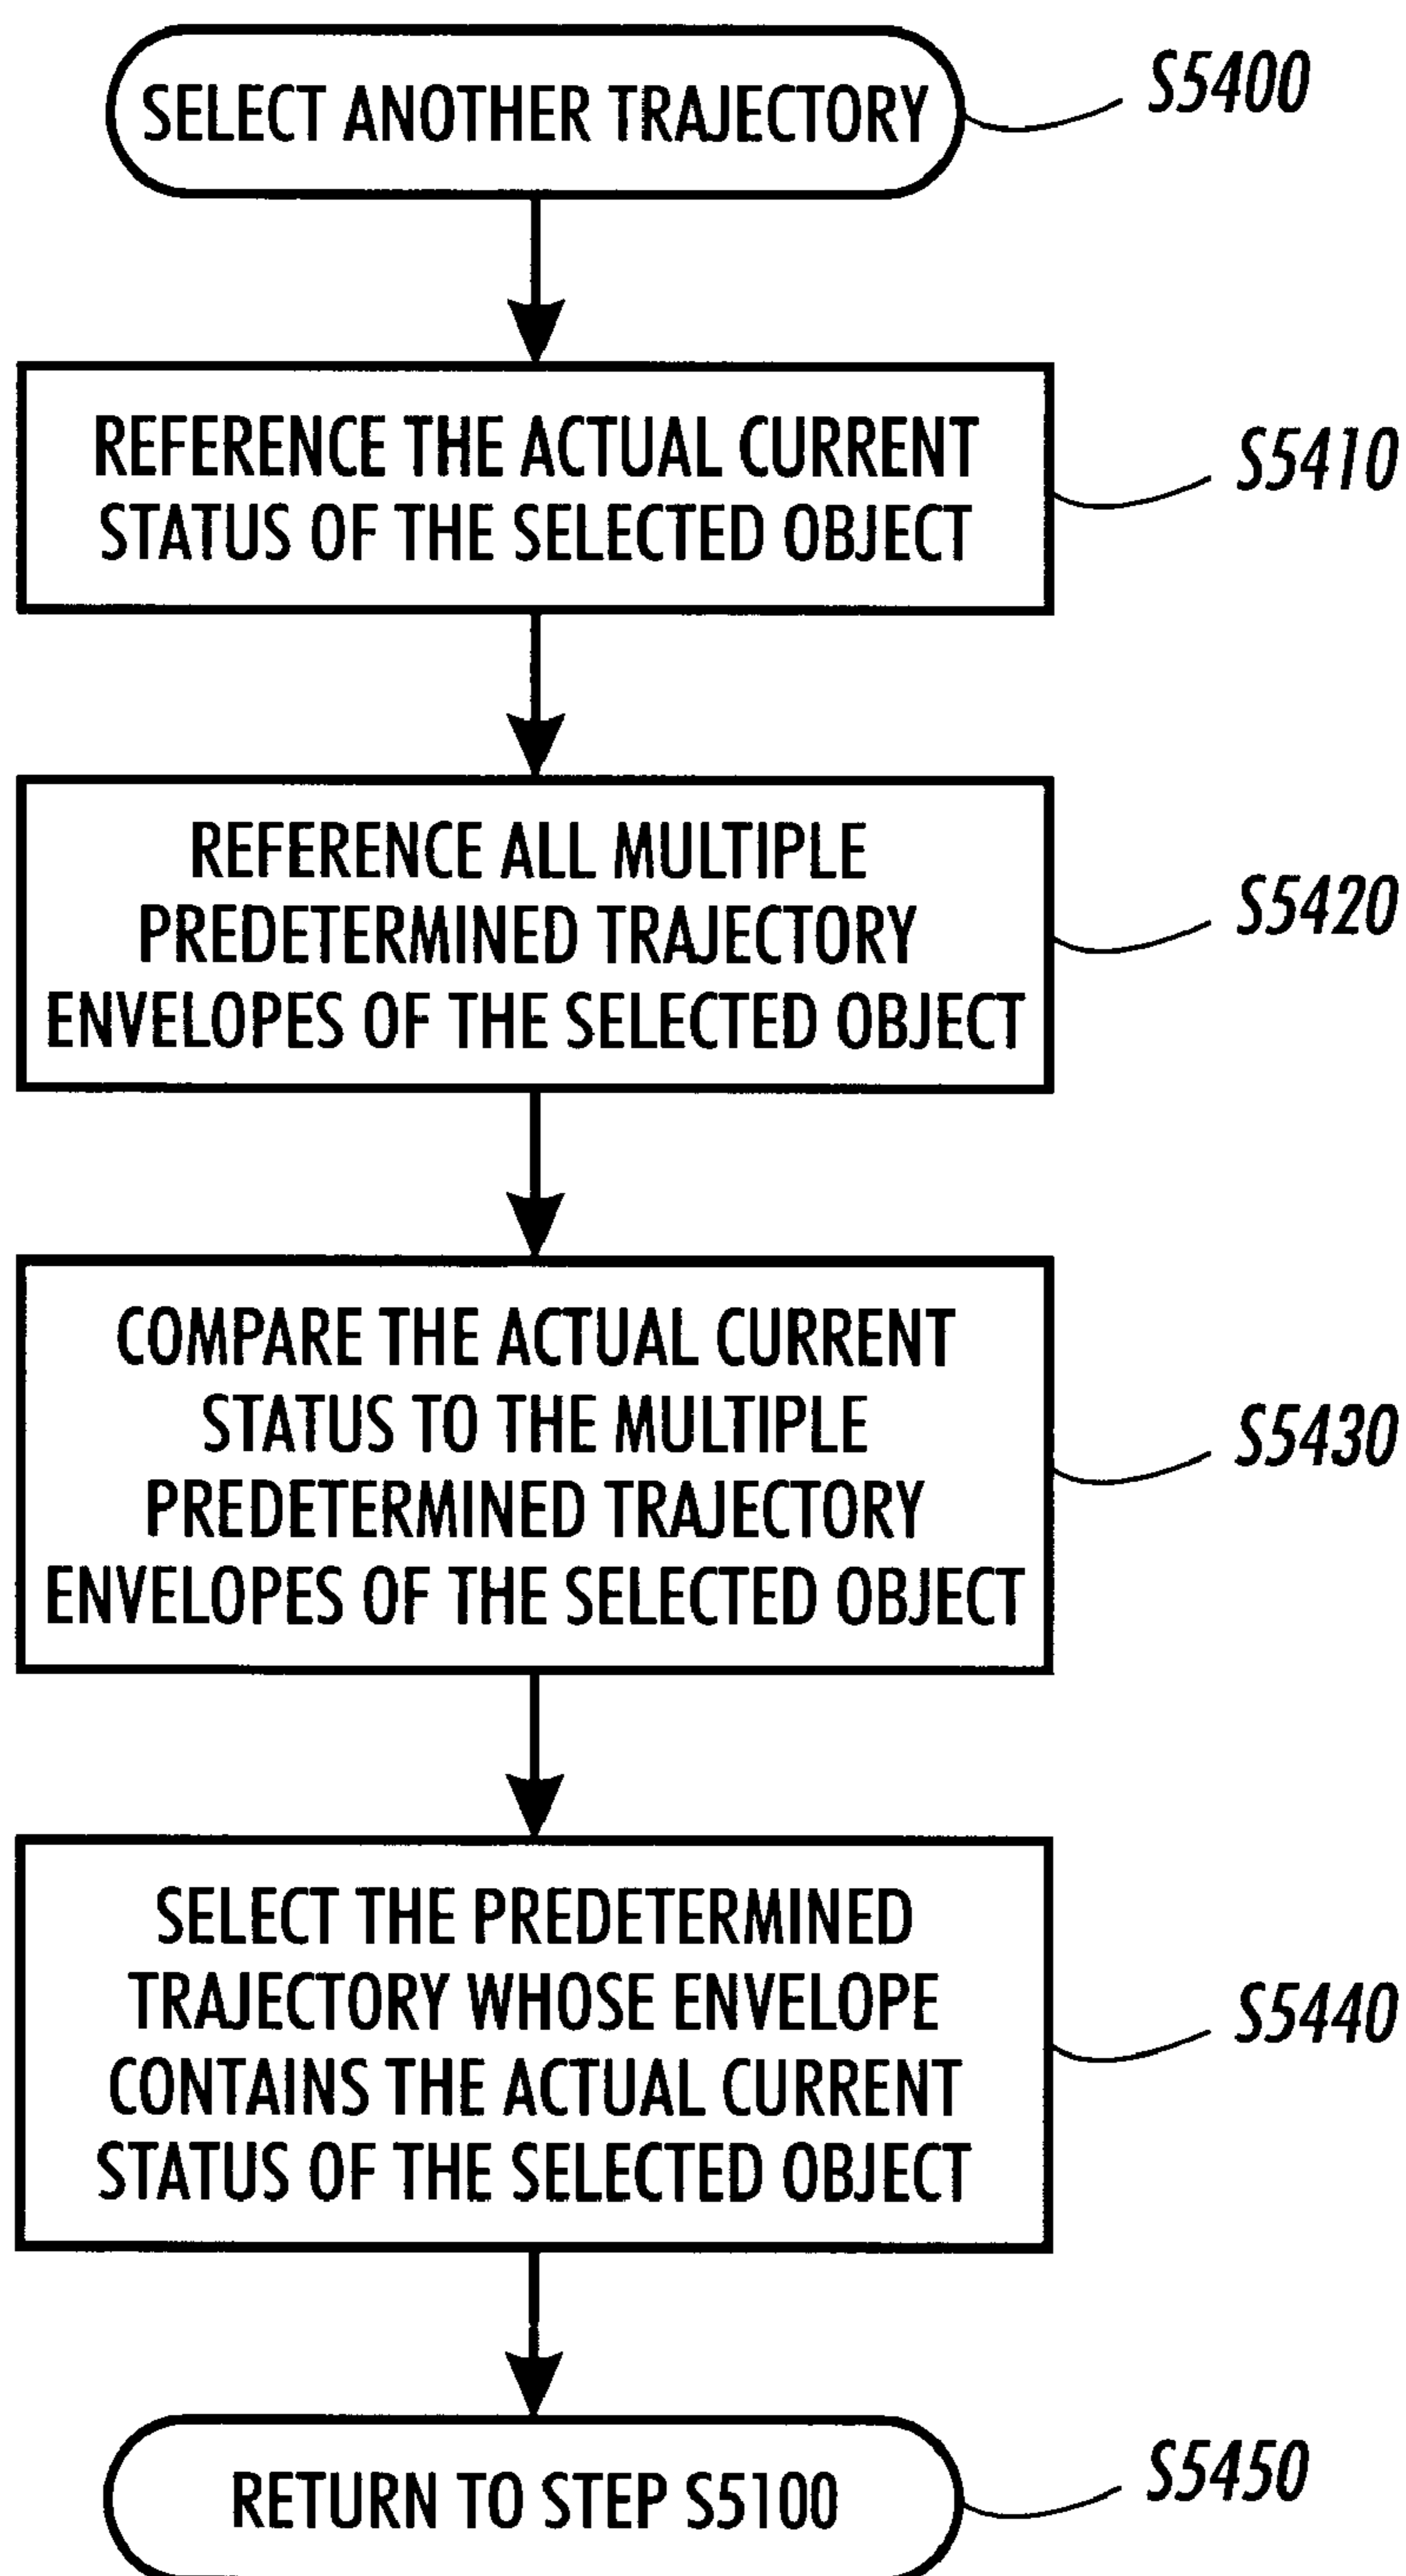 SELECT ANOTHER TRAJECTORY
S5400
REFERENCE THE ACTUAL CURRENT
STATUS OF THE SELECTED OBJECT
S5410
REFERENCE ALL MULTIPLE
PREDETERMINED TRAJECTORY
ENVELOPES OF THE SELECTED OBJECT
S5420
COMPARE THE ACTUAL CURRENT
STATUS TO THE MULTIPLE
PREDETERMINED TRAJECTORY
ENVELOPES OF THE SELECTED OBJECT
S5430
SELECT THE PREDETERMINED
TRAJECTORY WHOSE ENVELOPE
CONTAINS THE ACTUAL CURRENT
STATUS OF THE SELECTED OBJECT
S5440
RETURN TO STEP S5100
S5450